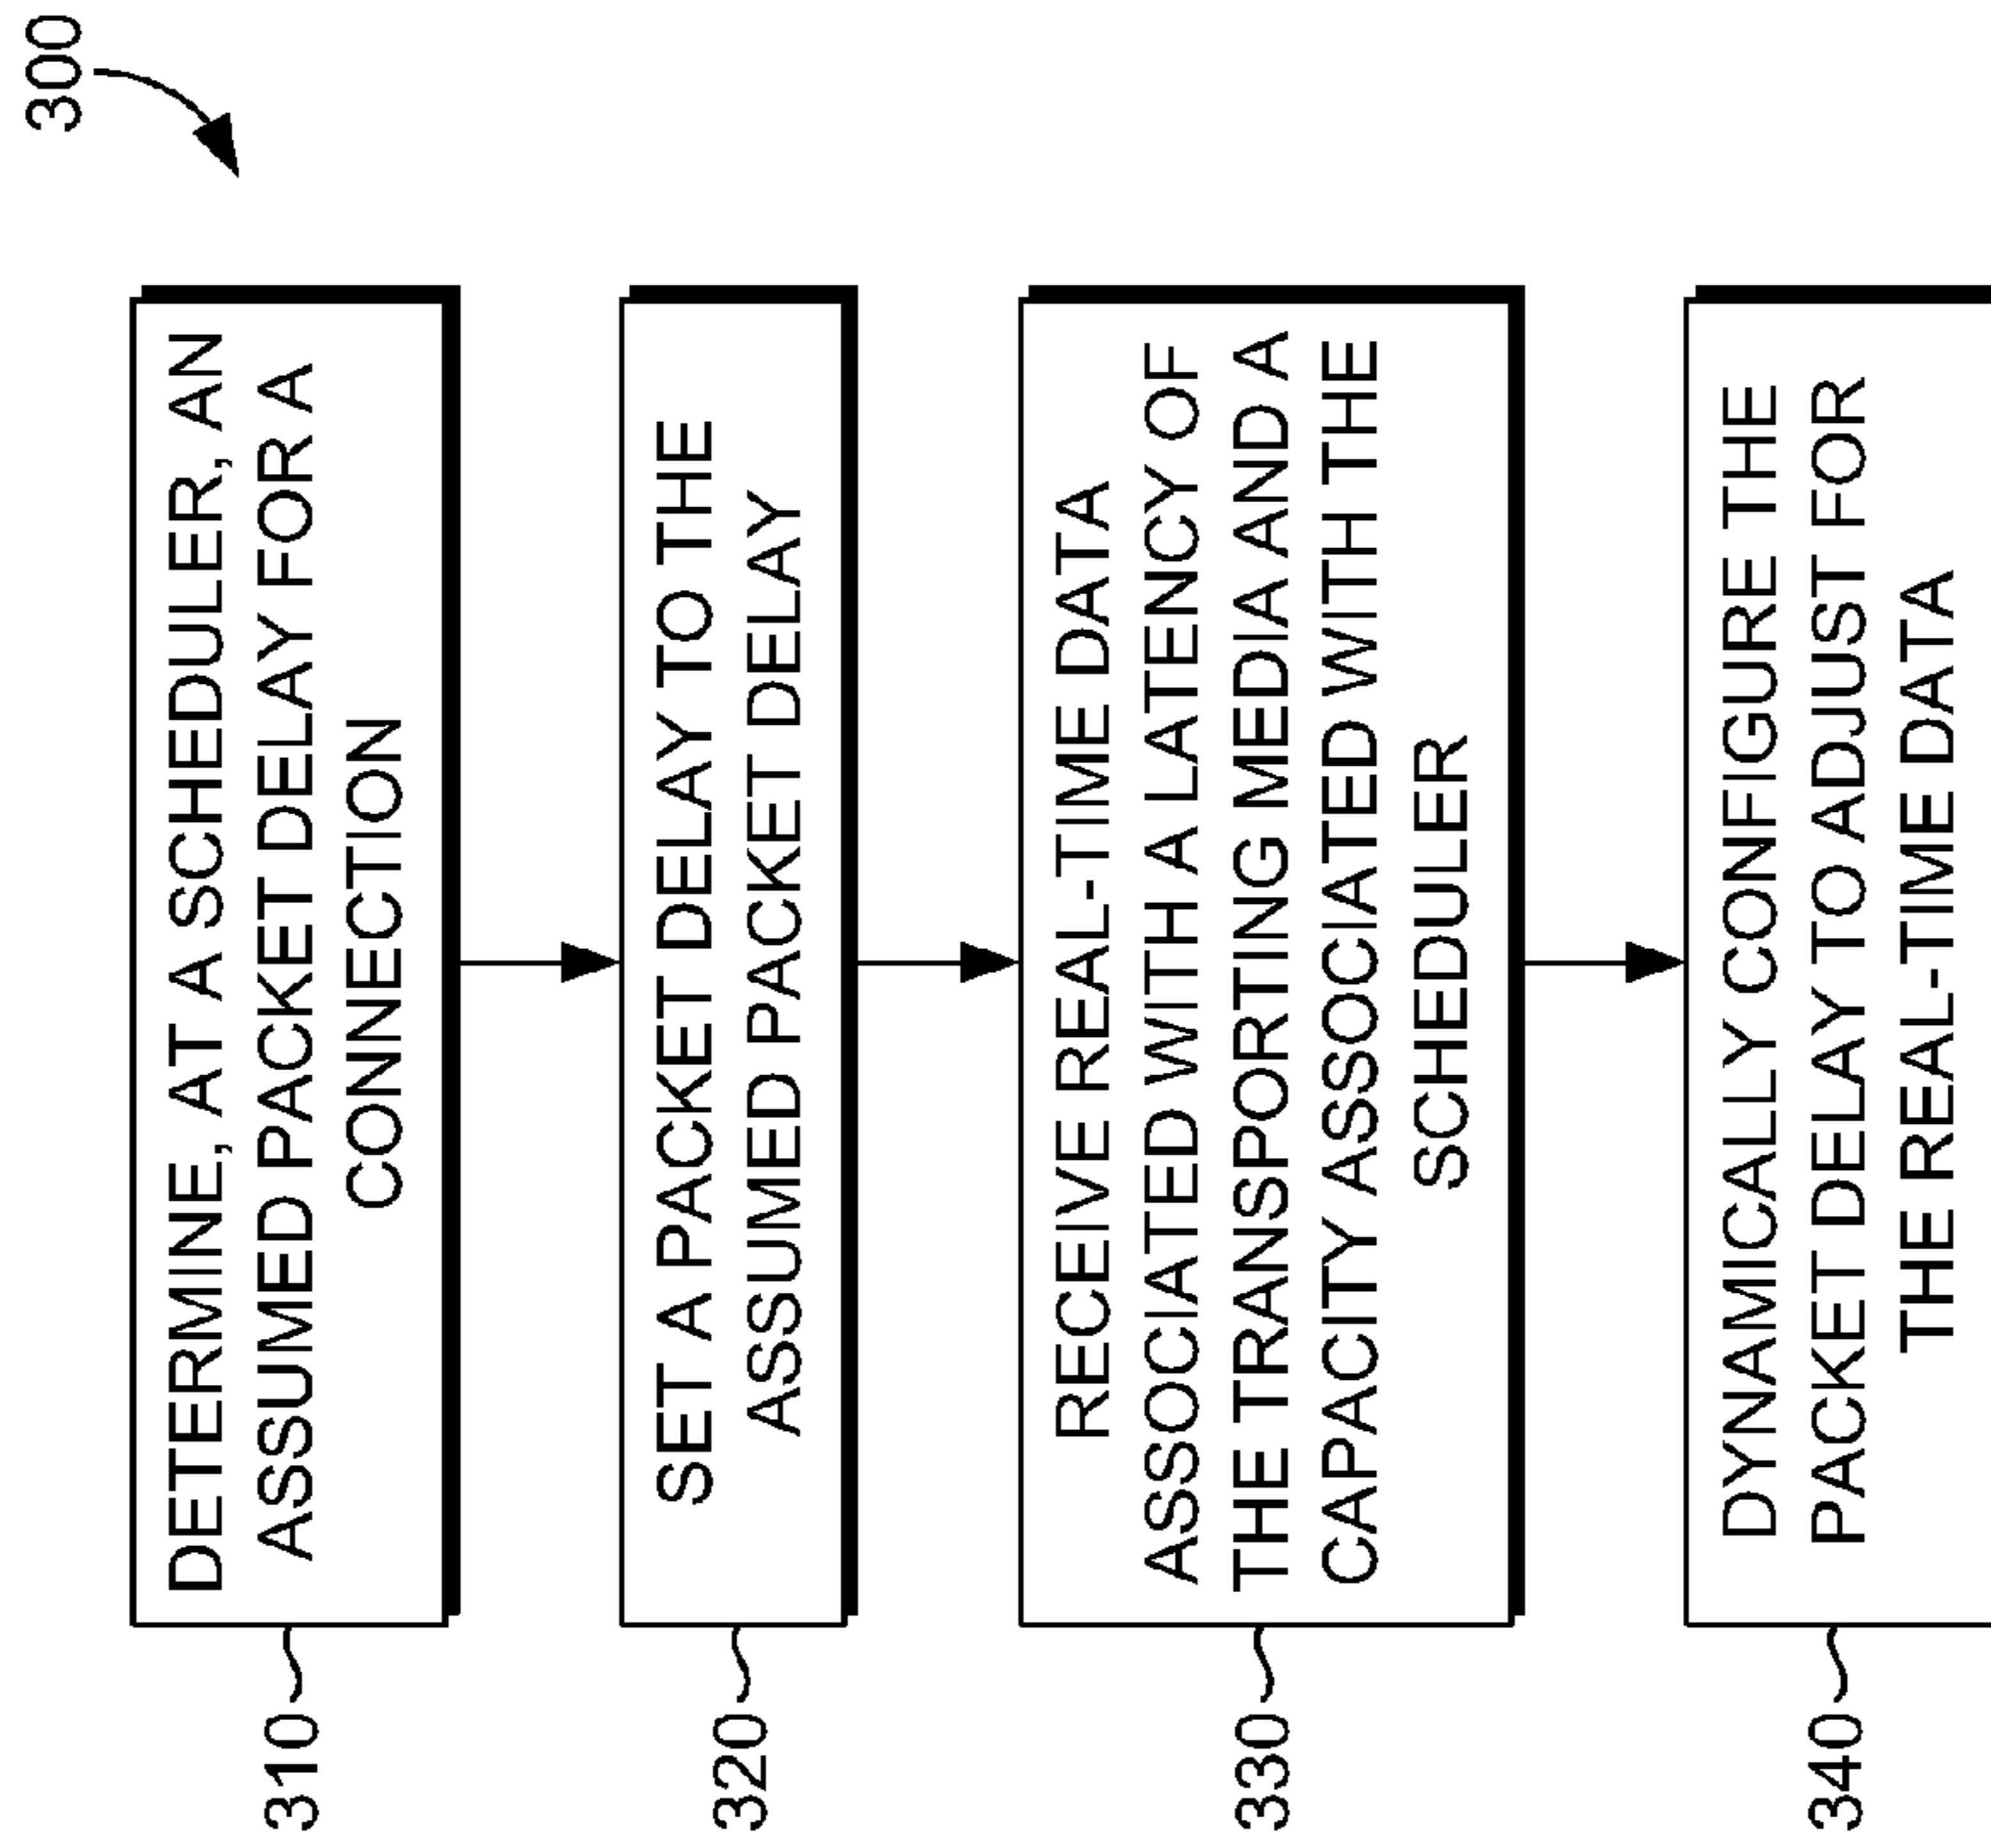 300
310
DETERMINE, AT A SCHEDULER, AN
ASSUMED PACKET DELAY FOR A
CONNECTION
320
SET A PACKET DELAY TO THE
ASSUMED PACKET DELAY
330
RECEIVE REAL-TIME DATA
ASSOCIATED WITH A LATENCY OF
THE TRANSPORTING MEDIA AND A
CAPACITY ASSOCIATED WITH THE
SCHEDULER
340
DYNAMICALLY CONFIGURE THE
PACKET DELAY TO ADJUST FOR
THE REAL-TIME DATA